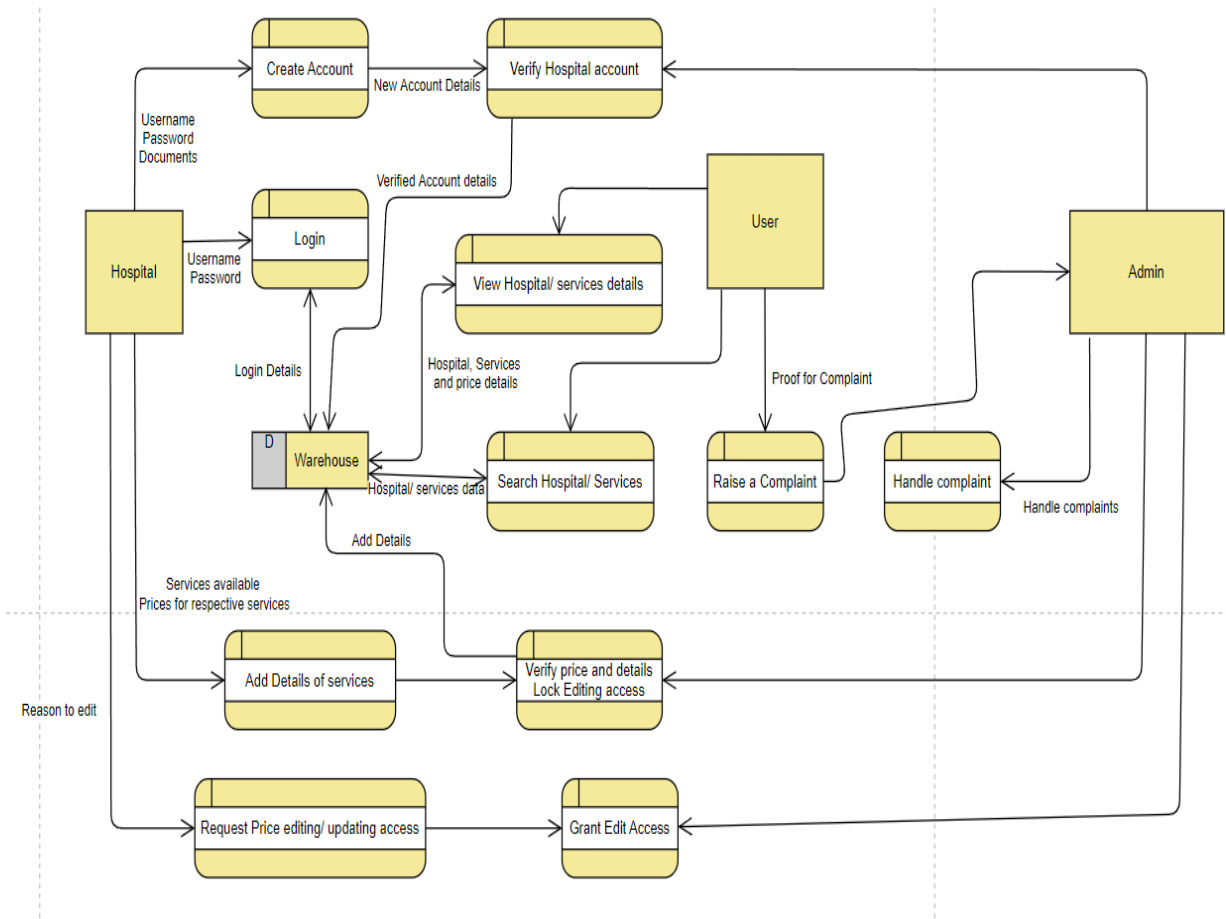 Create Account
New Account Details
Verify Hospital account
Username
Password
Documents
Verified Account details
Hospital
Username
Password
Login
User
Admin
View Hospital/ services details
Login Details
Hospital, Services
and price details
Proof for Complaint
D
Warehouse
Hospital/ services data
Search Hospital/ Services
Raise a Complaint
Handle complaint
Handle complaints
Add Details
Services available
Prices for respective services
Add Details of services
Verify price and details
Lock Editing access
Reason to edit
Request Price editing/ updating access
Grant Edit Access